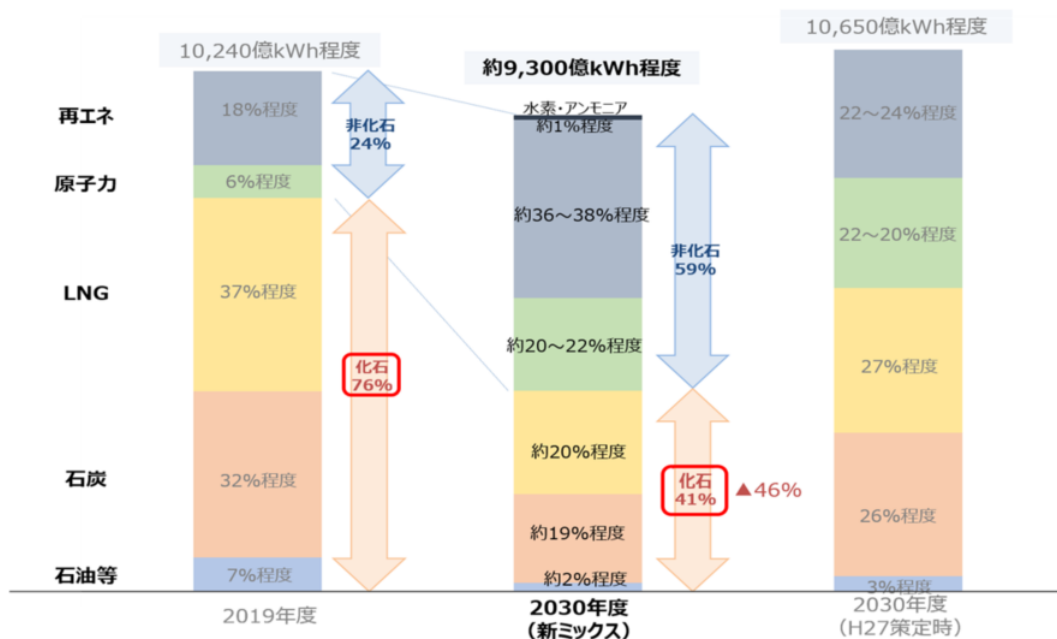 10,240億kWh程度
約9,300億kWh程度
10,650億kWh程度
再エネ
原子力
LNG
石炭
石油等
18%程度
6%程度
37%程度
32%程度
7%程度
非化石
24%
化石
76%
水素・アンモニア
約1%程度
約36～38%程度
約20～22%程度
約20%程度
約19%程度
約2%程度
非化石
59%
化石
41%
▲46%
22～24%程度
22～20%程度
27%程度
26%程度
3%程度
2019年度
2030年度
（新ミックス）
2030年度
（H27策定時）